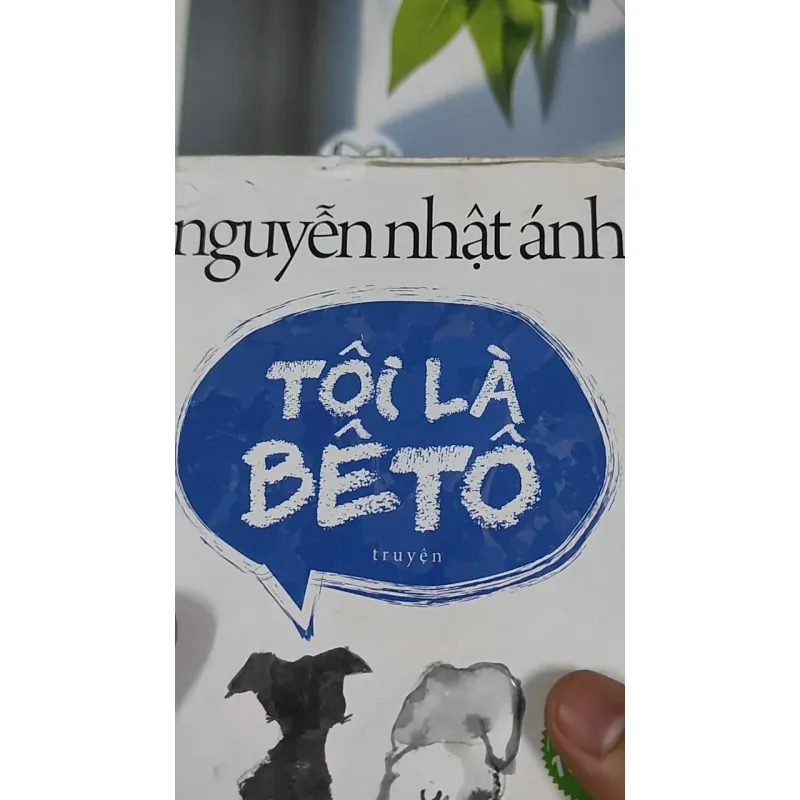 nguyễn nhật ánh
TÔi LÀ
BÊTÔ
truyện